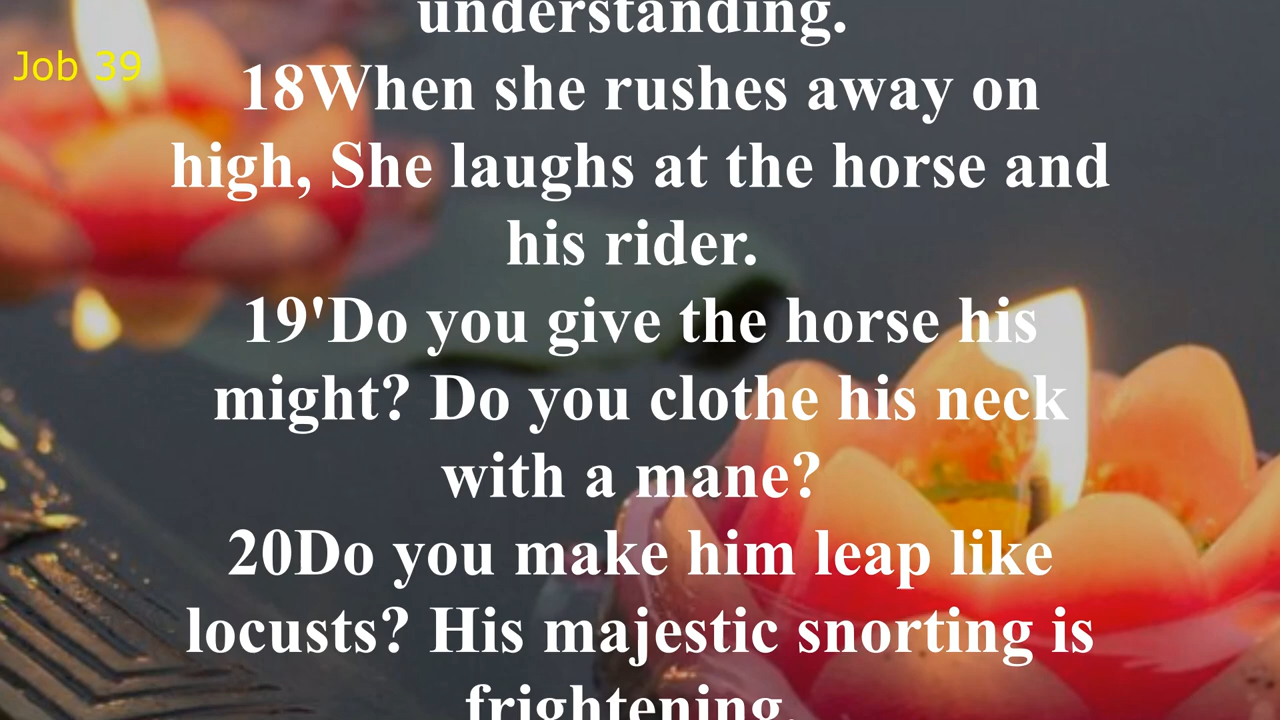 understanding.
Job 39
18When she rushes away on
high, She laughs at the horse and
his rider.
19'Do you give the horse his
might? Do you clothe his neck
with a mane?
20Do you make him leap like
locusts? His majestic snorting is
frightening.